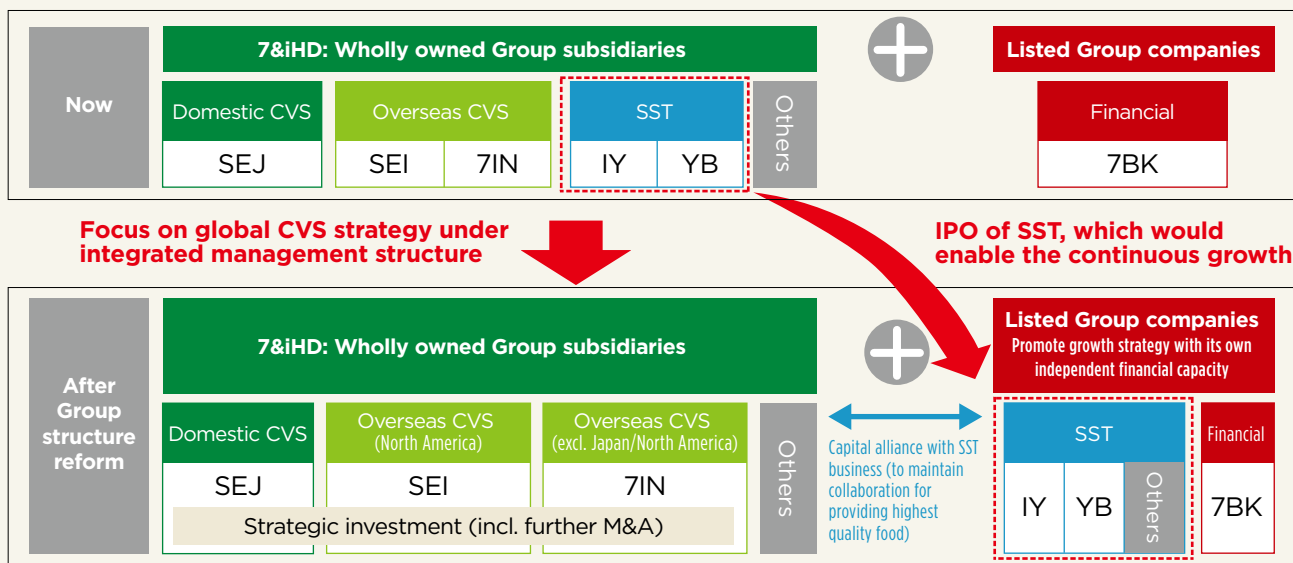 Now
7&iHD: Wholly owned Group subsidiaries
Domestic CVS
SEJ
Overseas CVS
SEI
7IN
SST
IY
YB
Others
Listed Group companies
Financial
7BK
Focus on global CVS strategy under
integrated management structure
IPO of SST, which would
enable the continuous growth
After
Group
structure
reform
7&iHD: Wholly owned Group subsidiaries
Domestic CVS
SEJ
Overseas CVS
(North America)
SEI
Overseas CVS
(excl. Japan/North America)
7IN
Strategic investment (incl. further M&A)
Others
Capital alliance with SST
business (to maintain
collaboration for
providing highest
quality food)
Listed Group companies
Promote growth strategy with its own
independent financial capacity
SST
IY
YB
Others
Financial
7BK